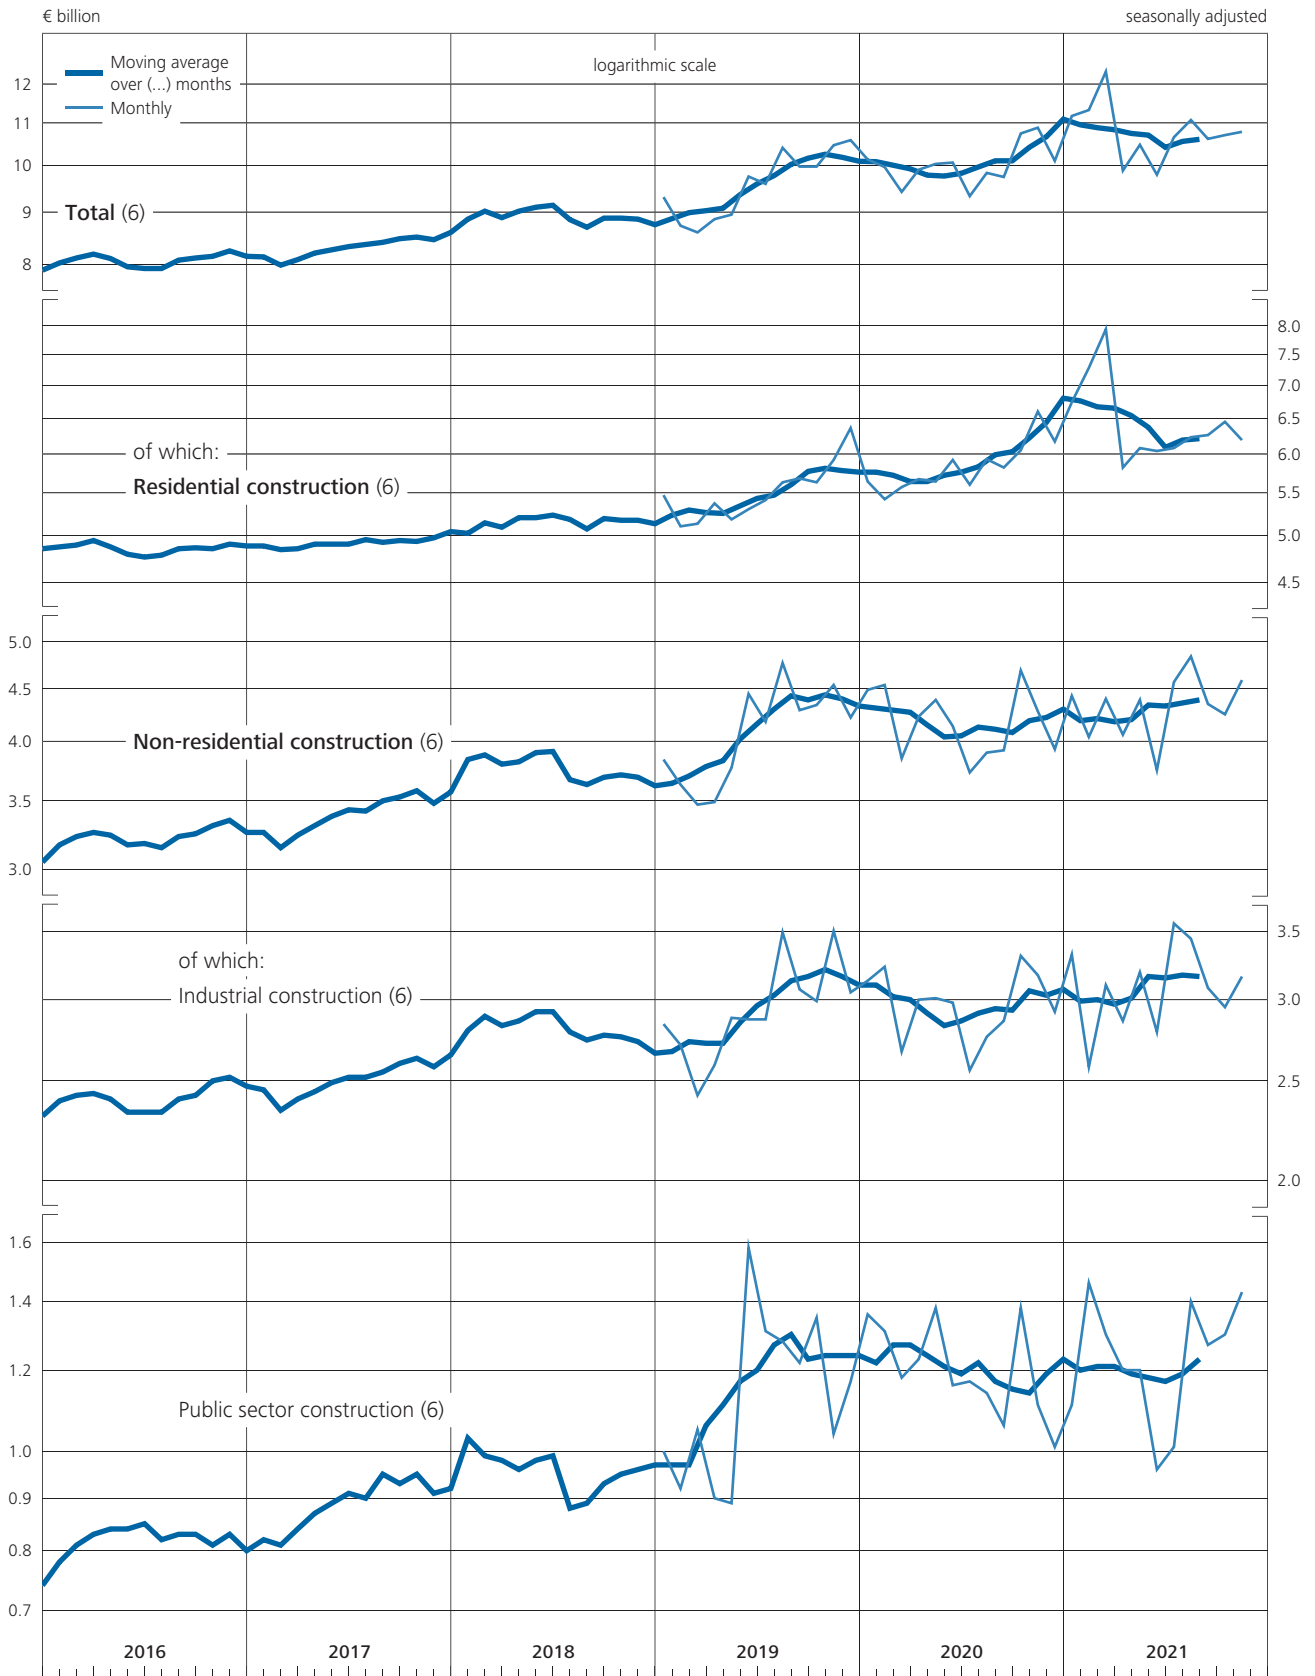 € billion
seasonally adjusted
Moving average
over (...) months
Monthly
logarithmic scale
12
11
10
9
8
Total (6)
8.0
7.5
7.0
6.5
6.0
5.5
5.0
4.5
of which:
Residential construction (6)
5.0
4.5
4.0
3.5
3.0
Non-residential construction (6)
3.5
3.0
2.5
2.0
of which:
Industrial construction (6)
1.6
1.4
1.2
1.0
0.9
0.8
0.7
Public sector construction (6)
2016 2017 2018 2019 2020 2021